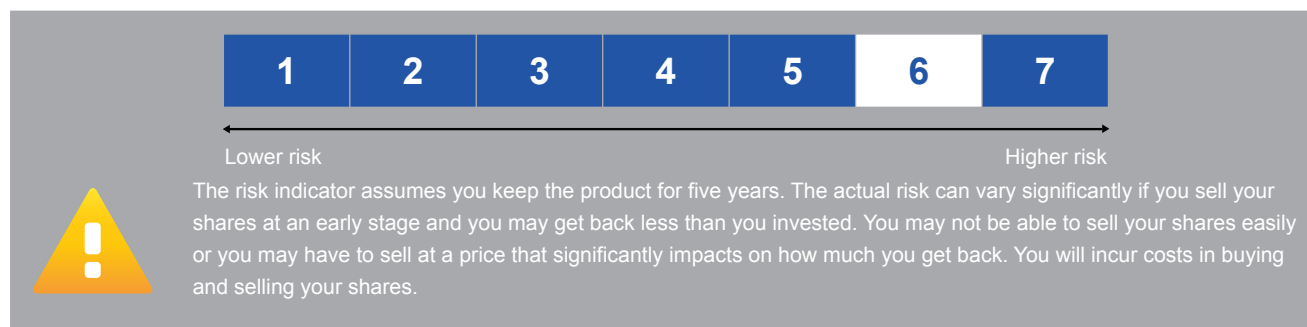 1 2 3 4 5 6 7
Lower risk Higher risk
The risk indicator assumes you keep the product for five years. The actual risk can vary significantly if you sell your
shares at an early stage and you may get back less than you invested. You may not be able to sell your shares easily
or you may have to sell at a price that significantly impacts on how much you get back. You will incur costs in buying
and selling your shares.